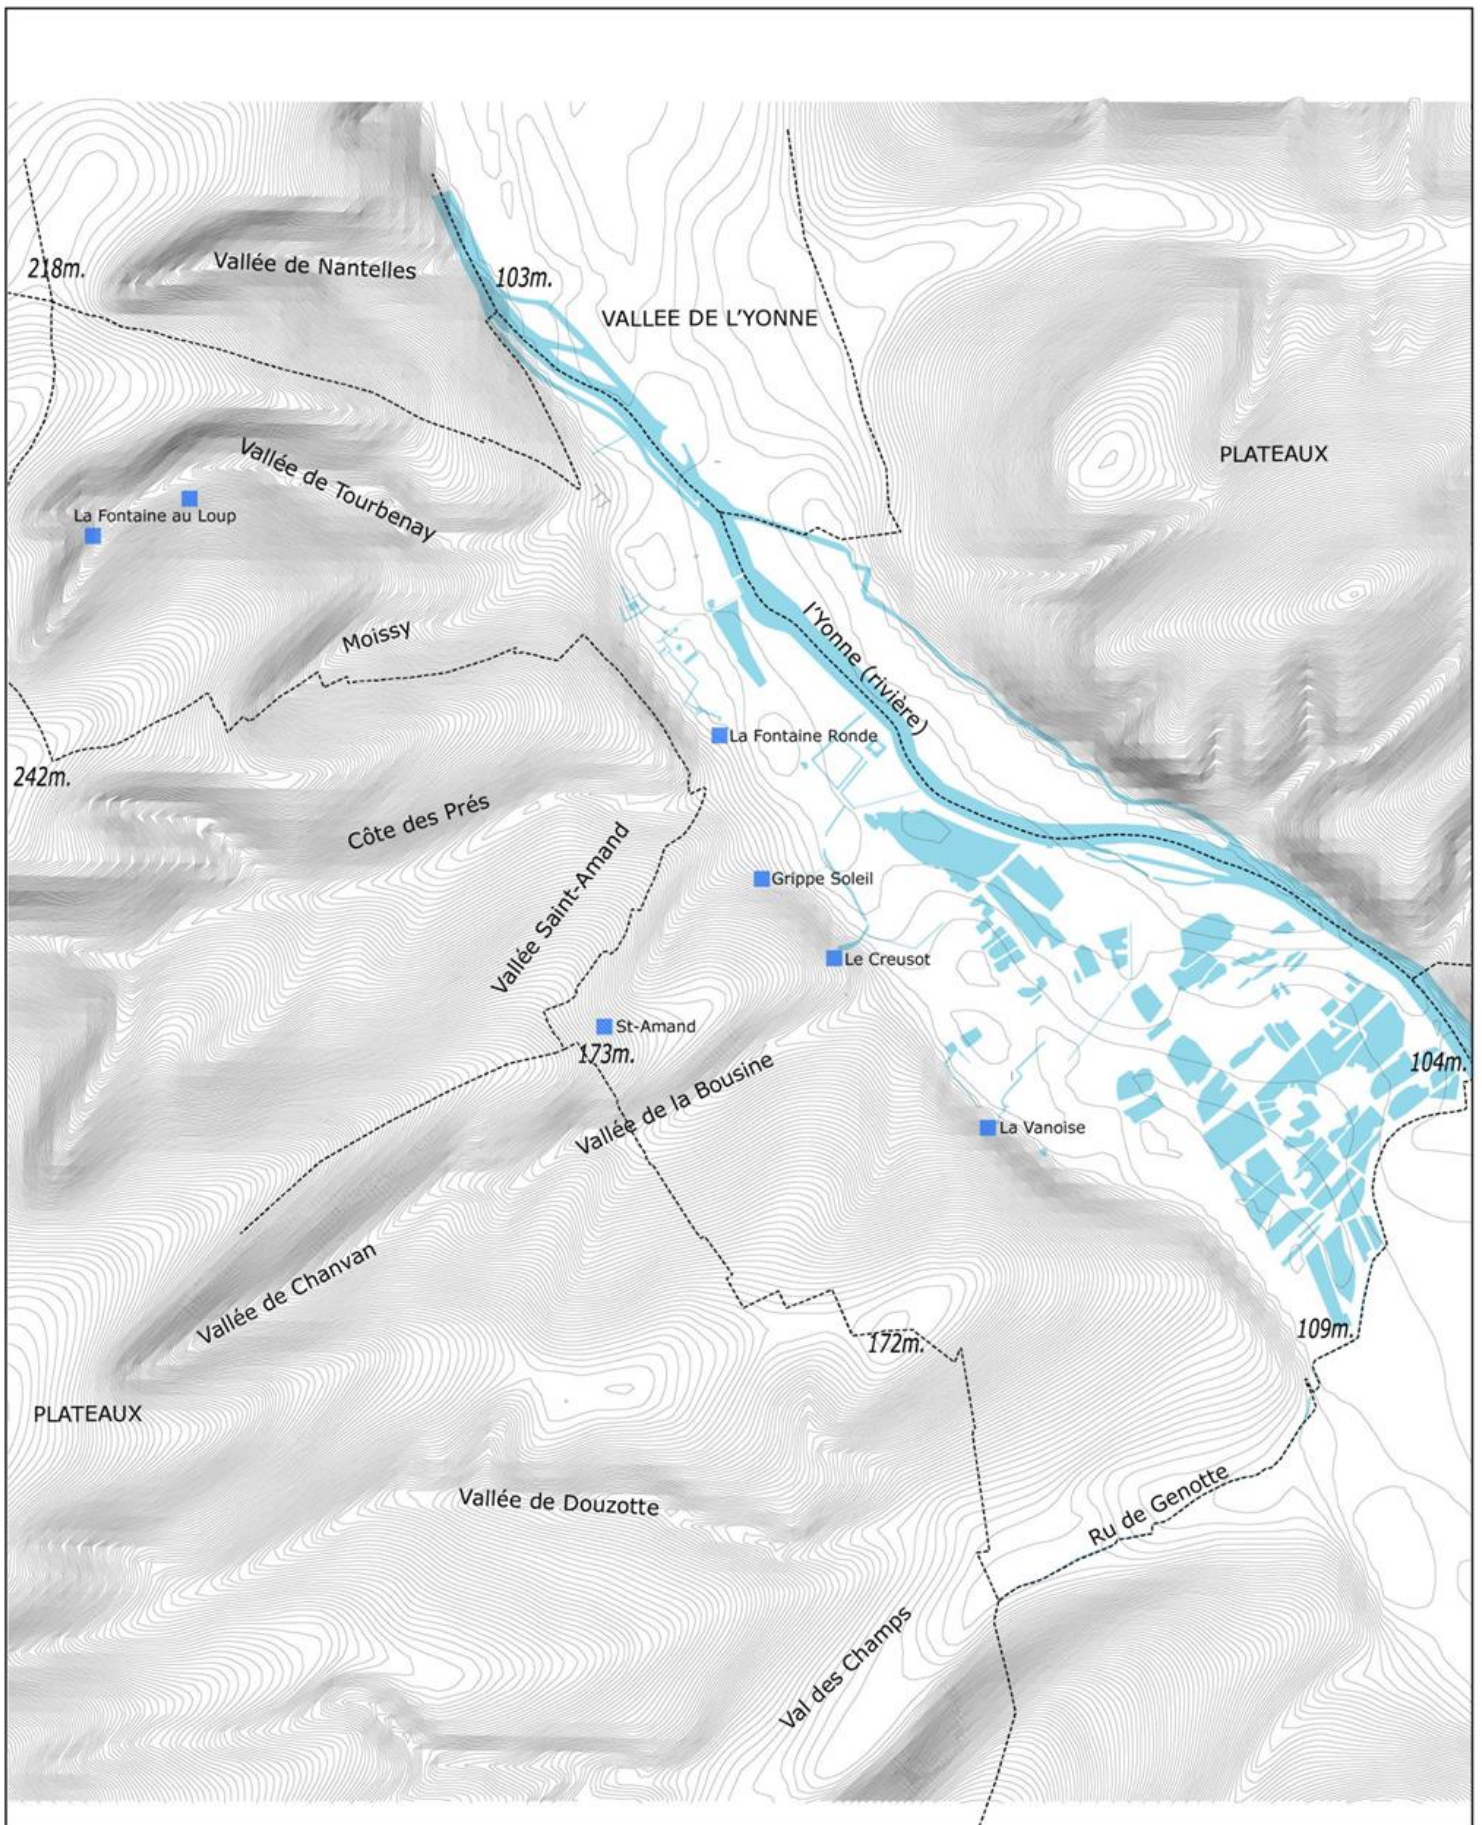 218m.
Vallée de Nantelles
103m.
VALLEE DE L'YONNE
PLATEAUX
Vallée de Tourbenay
La Fontaine au Loup
l'Yonne (rivière)
Moissy
La Fontaine Ronde
242m.
Côte des Prés
Vallée Saint-Amand
Grippe Soleil
Le Creusot
St-Amand
173m.
104m.
Vallée de la Bousine
La Vanoise
Vallée de Chanvan
109m.
172m.
PLATEAUX
Vallée de Douzotte
Ru de Genotte
Val des Champs